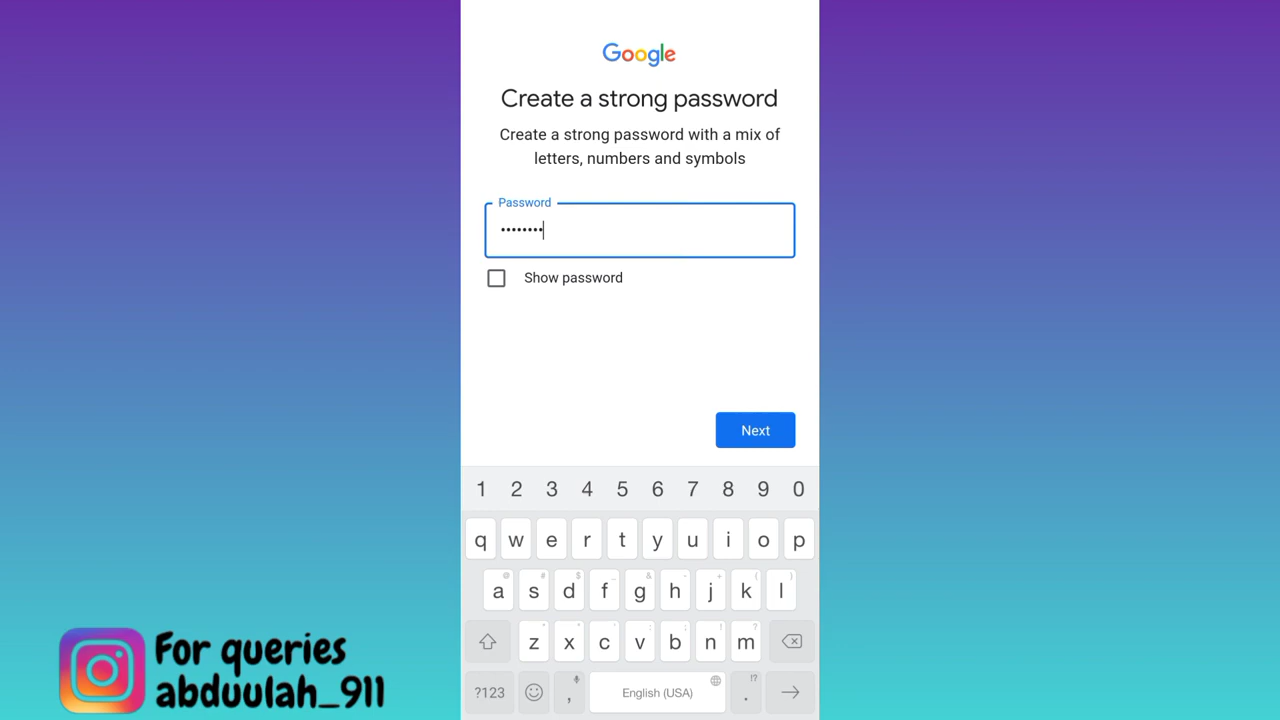 Google
Create a strong password
Create a strong password with a mix of
letters, numbers and symbols
Password
••••••••
Show password
Next
1 2 3 4 5 6 7 8 9 0
q w e r t y u i o p
a s d f g h j k l
z x c v b n m
?123 , English (USA) .
For queries
abduulah_911